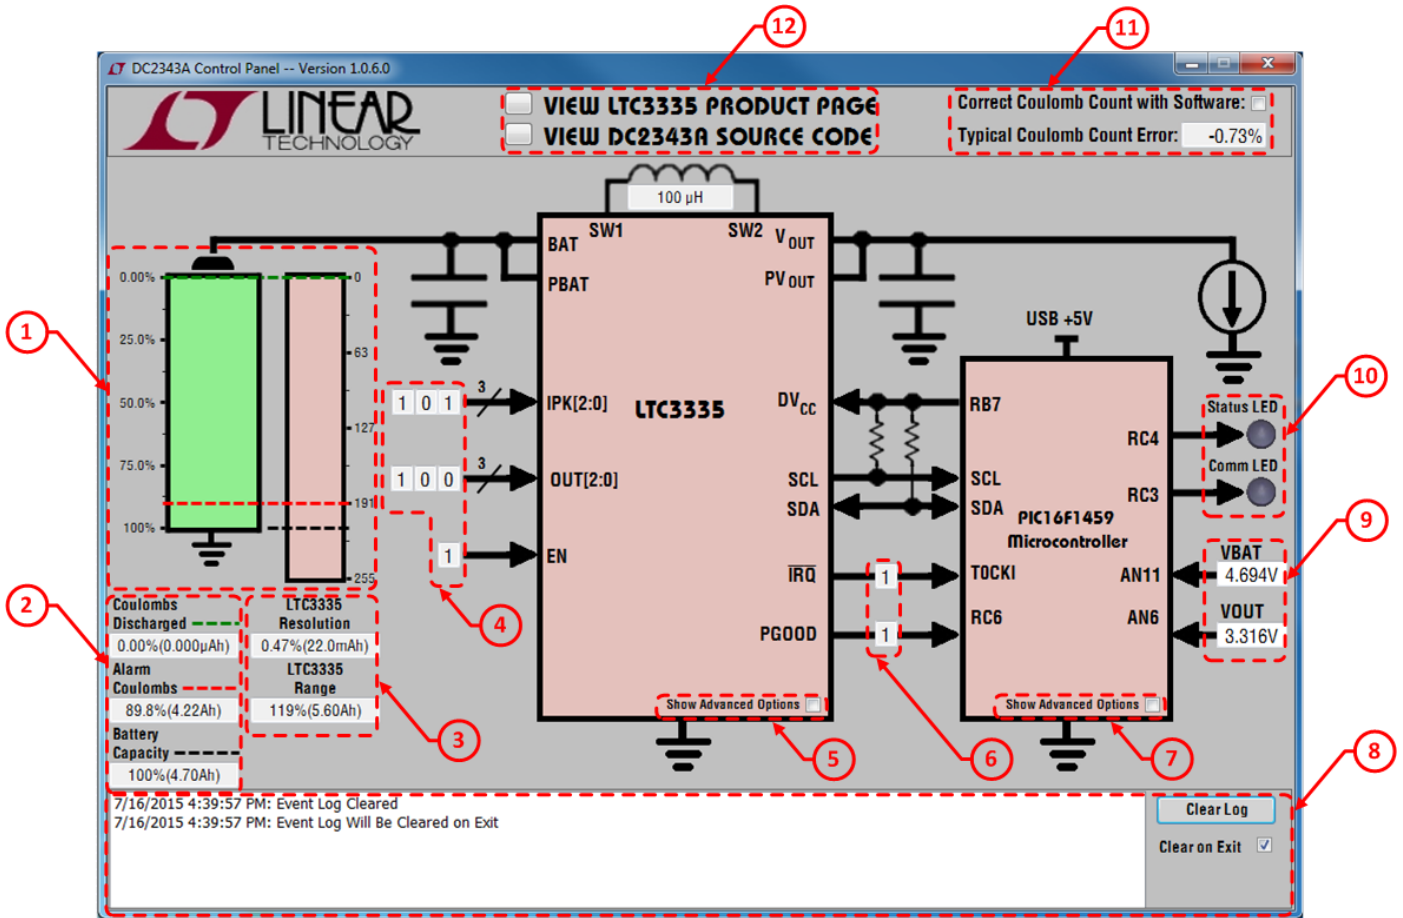 12
11
DC2343A Control Panel -- Version 1.0.6.0
LINEAR
TECHNOLOGY
VIEW LTC3335 PRODUCT PAGE
VIEW DC2343A SOURCE CODE
Correct Coulomb Count with Software:
Typical Coulomb Count Error: -0.73%
100 µH
SW1 SW2
BAT VOUT
PBAT PVOUT
0.00% 0
25.0% 63
50.0% 127
75.0% 191
100% 255
1
USB +5V
1 0 1 3 IPK[2:0]
LTC3335
DVCC RB7
1 0 0 3 OUT[2:0]
SCL SCL
SDA SDA
1 EN
IRQ 1 T0CKI
PGOOD 1 RC6
PIC16F1459
Microcontroller
RC4
RC3
AN11
AN6
Status LED
Comm LED
10
9
VBAT
4.694V
VOUT
3.316V
2
Coulombs
Discharged
0.00%(0.000µAh)
Alarm
Coulombs
89.8%(4.22Ah)
Battery
Capacity
100%(4.70Ah)
LTC3335
Resolution
0.47%(22.0mAh)
LTC3335
Range
119%(5.60Ah)
3
4
Show Advanced Options
5
6
Show Advanced Options
7
8
7/16/2015 4:39:57 PM: Event Log Cleared
7/16/2015 4:39:57 PM: Event Log Will Be Cleared on Exit
Clear Log
Clear on Exit